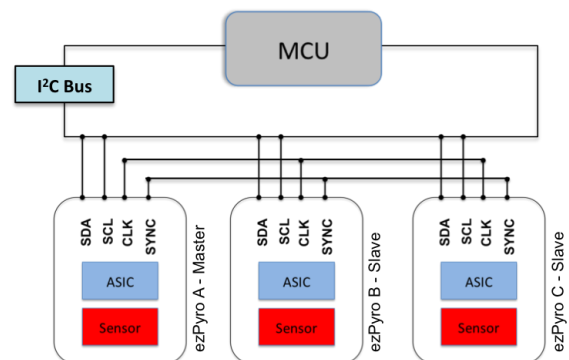 MCU
I²C Bus
SDA
SCL
CLK
SYNC
ASIC
Sensor
ezPyro A - Master
SDA
SCL
CLK
SYNC
ASIC
Sensor
ezPyro B - Slave
SDA
SCL
CLK
SYNC
ASIC
Sensor
ezPyro C - Slave